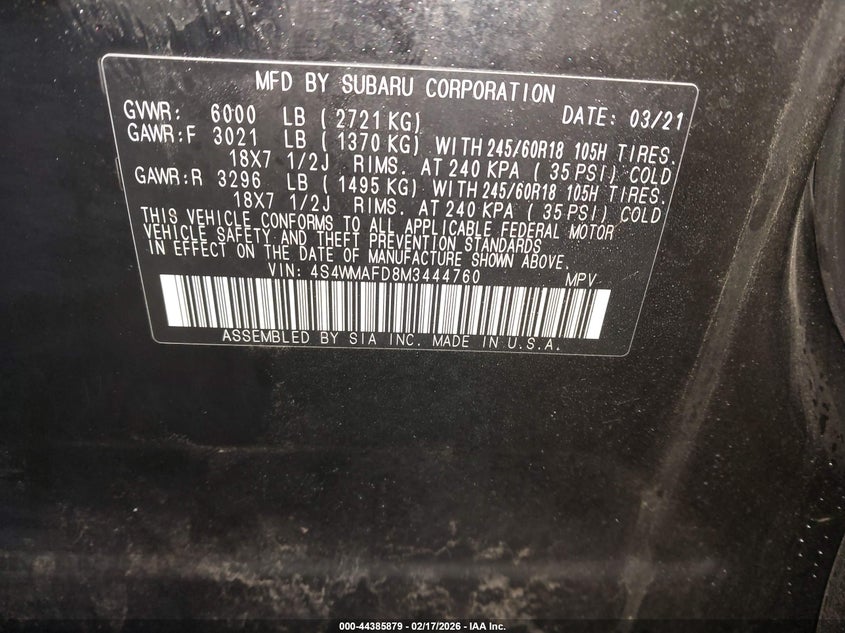 MFD BY SUBARU CORPORATION
GVWR: 6000 LB ( 2721 KG) DATE: 03/21
GAWR:F 3021 LB ( 1370 KG) WITH 245/60R18 105H TIRES.
18X7 1/2J RIMS. AT 240 KPA ( 35 PSI) COLD
GAWR:R 3296 LB ( 1495 KG) WITH 245/60R18 105H TIRES.
18X7 1/2J RIMS. AT 240 KPA ( 35 PSI) COLD
THIS VEHICLE CONFORMS TO ALL APPLICABLE FEDERAL MOTOR
VEHICLE SAFETY AND THEFT PREVENTION STANDARDS
IN EFFECT ON THE DATE OF MANUFACTURE SHOWN ABOVE.
VIN: 4S4WMAFD8M3444760 MPV
ASSEMBLED BY SIA INC. MADE IN U.S.A.
000-44385879 - 02/17/2026 - IAA Inc.